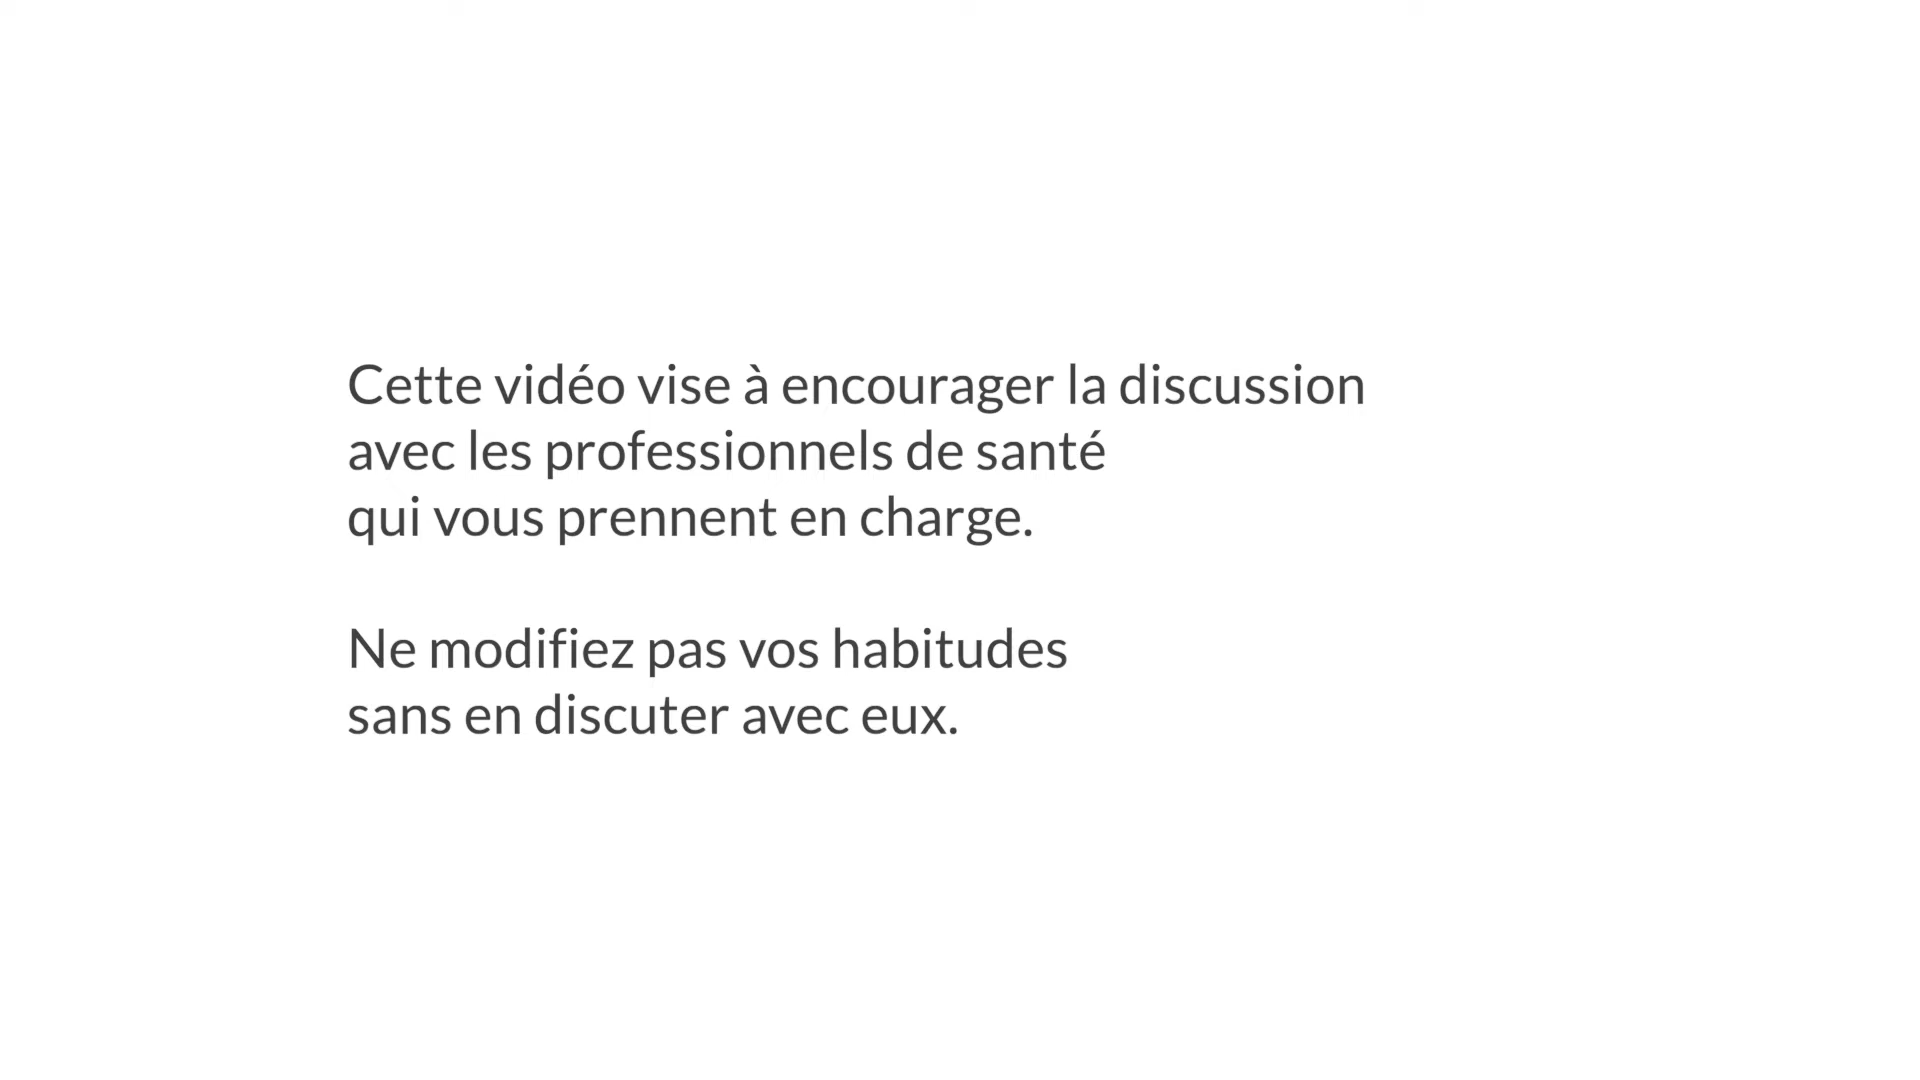 Cette vidéo vise à encourager la discussion
avec les professionnels de santé
qui vous prennent en charge.
Ne modifiez pas vos habitudes
sans en discuter avec eux.